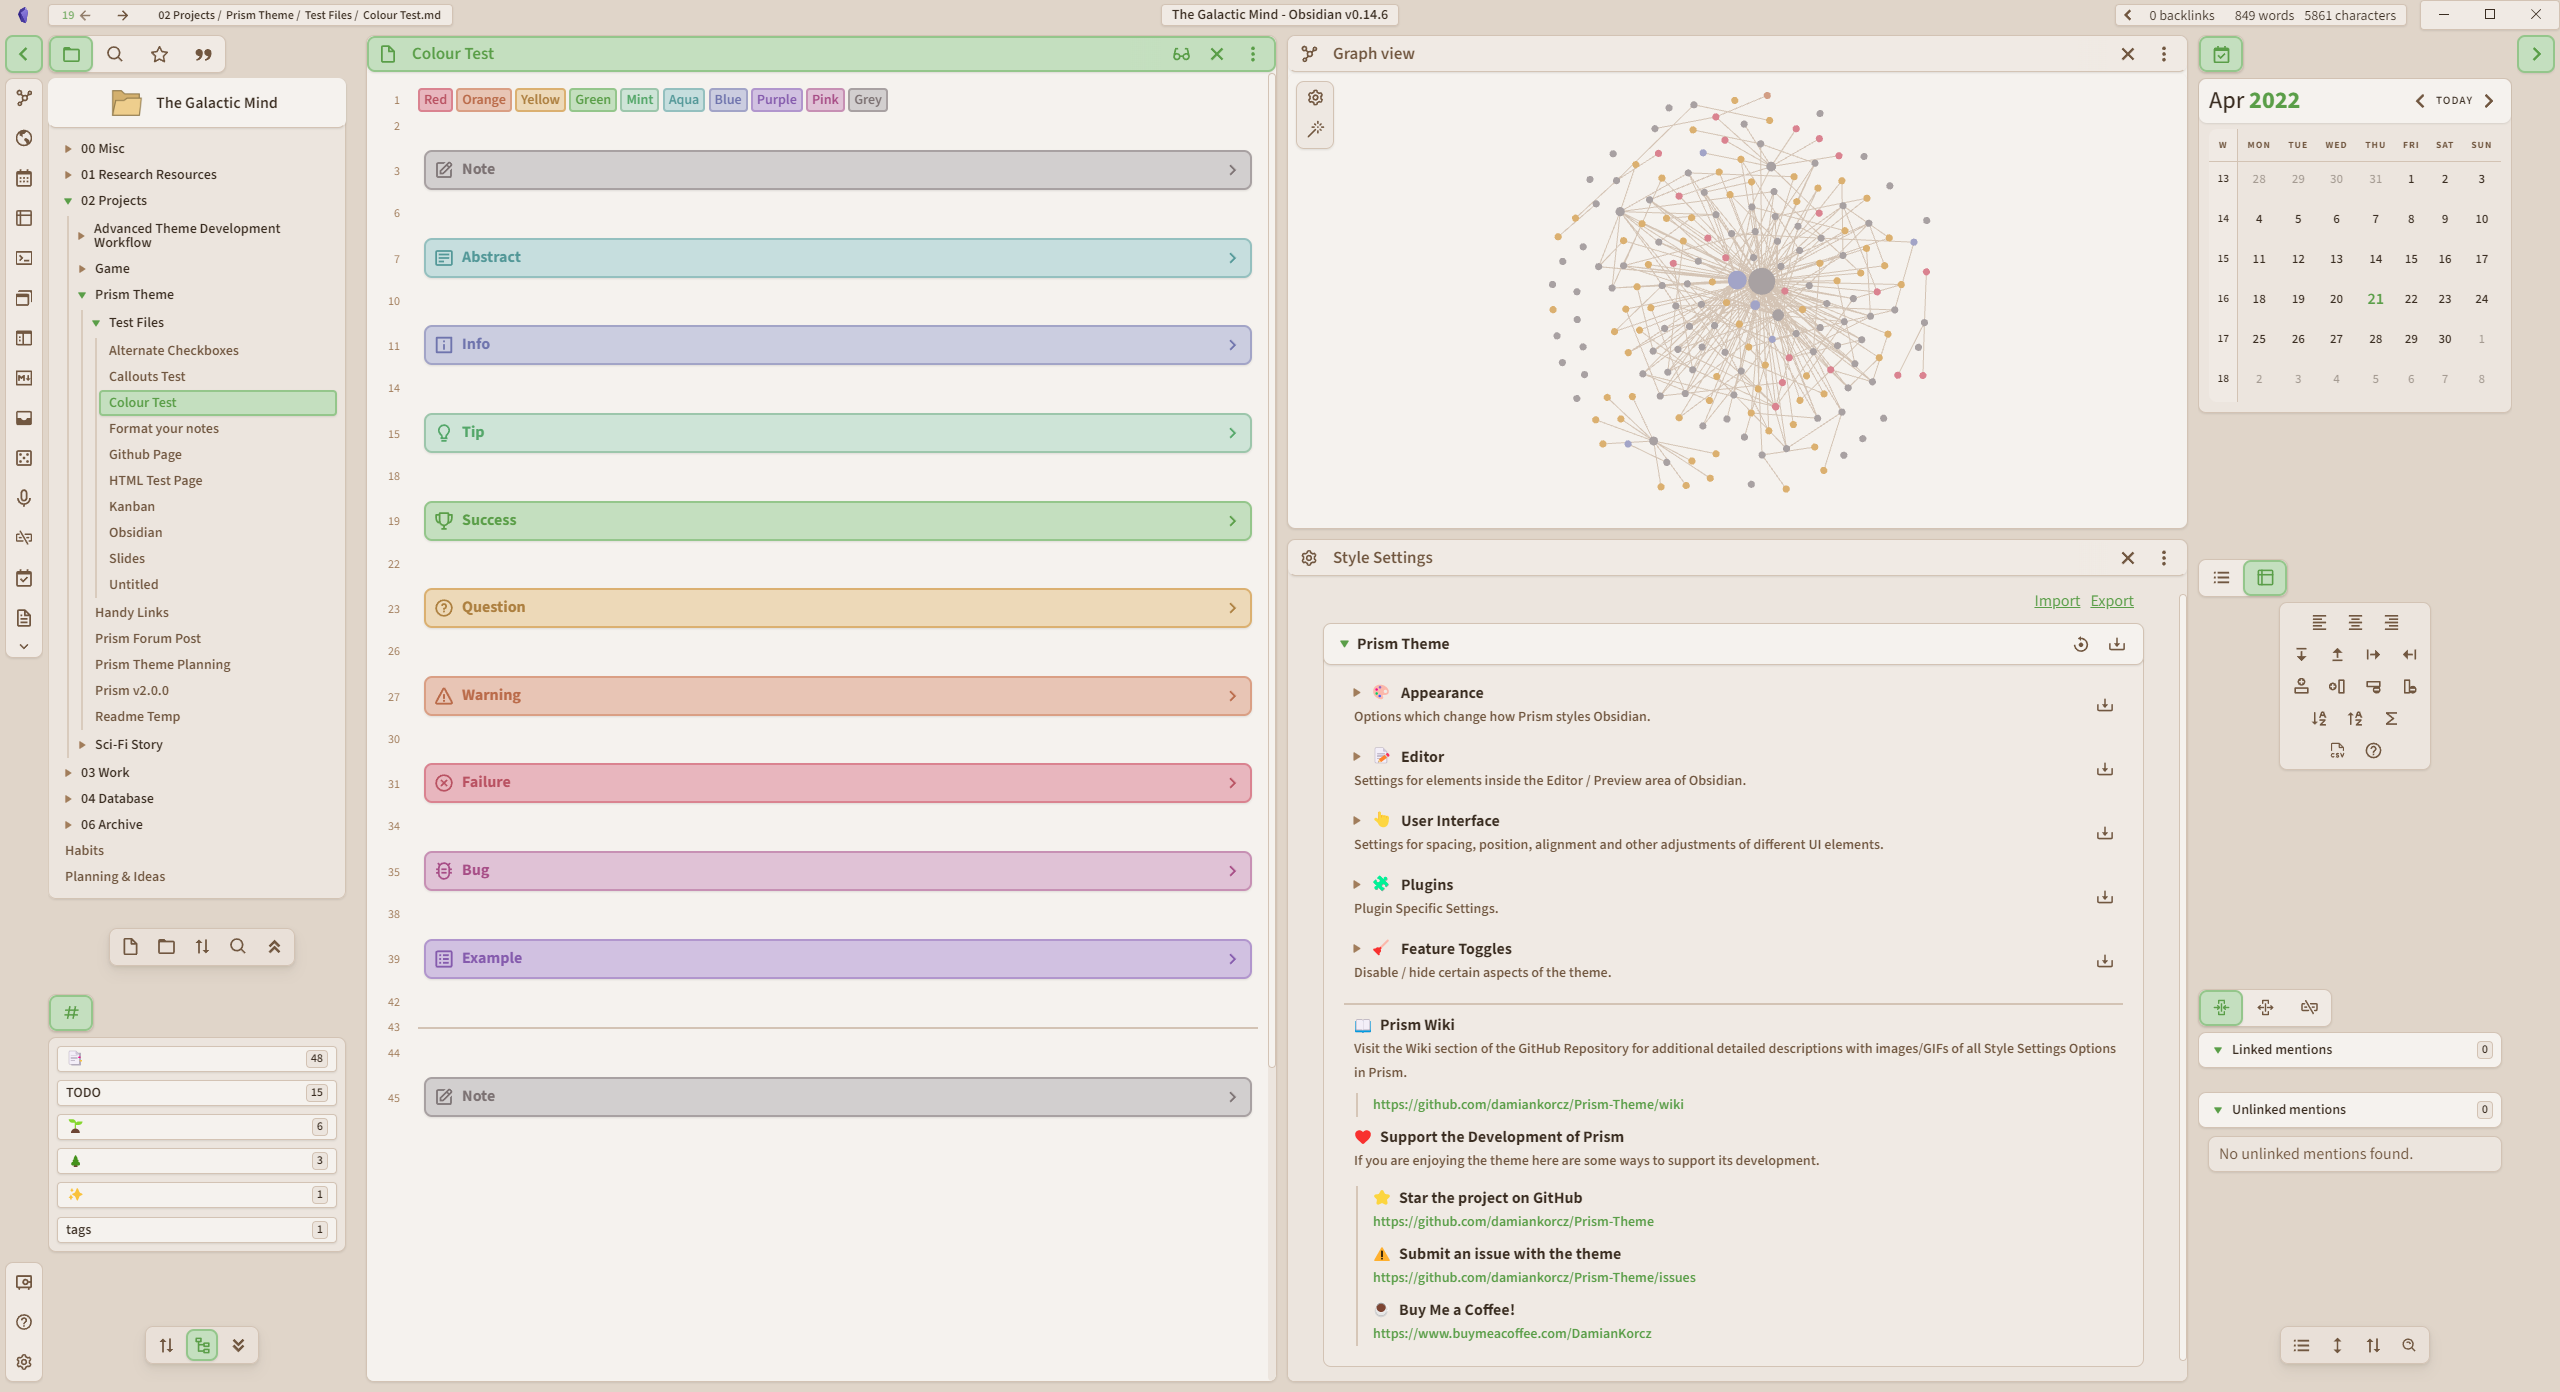 19
02 Projects / Prism Theme / Test Files / Colour Test.md
The Galactic Mind - Obsidian v0.14.6
0 backlinks 849 words 5861 characters
The Galactic Mind
00 Misc
01 Research Resources
02 Projects
Advanced Theme Development
Workflow
Game
Prism Theme
Test Files
Alternate Checkboxes
Callouts Test
Colour Test
Format your notes
Github Page
HTML Test Page
Kanban
Obsidian
Slides
Untitled
Handy Links
Prism Forum Post
Prism Theme Planning
Prism v2.0.0
Readme Temp
Sci-Fi Story
03 Work
04 Database
06 Archive
Habits
Planning & Ideas
#
48
TODO 15
6
3
1
tags 1
Colour Test
1 Red Orange Yellow Green Mint Aqua Blue Purple Pink Grey
2
3 Note
6
7 Abstract
10
11 Info
14
15 Tip
18
19 Success
22
23 Question
26
27 Warning
30
31 Failure
34
35 Bug
38
39 Example
42
43
44
45 Note
Graph view
Style Settings
Import Export
Prism Theme
Appearance
Options which change how Prism styles Obsidian.
Editor
Settings for elements inside the Editor / Preview area of Obsidian.
User Interface
Settings for spacing, position, alignment and other adjustments of different UI elements.
Plugins
Plugin Specific Settings.
Feature Toggles
Disable / hide certain aspects of the theme.
Prism Wiki
Visit the Wiki section of the GitHub Repository for additional detailed descriptions with images/GIFs of all Style Settings Options
in Prism.
https://github.com/damiankorcz/Prism-Theme/wiki
Support the Development of Prism
If you are enjoying the theme here are some ways to support its development.
Star the project on GitHub
https://github.com/damiankorcz/Prism-Theme
Submit an issue with the theme
https://github.com/damiankorcz/Prism-Theme/issues
Buy Me a Coffee!
https://www.buymeacoffee.com/DamianKorcz
Apr 2022 TODAY
W MON TUE WED THU FRI SAT SUN
13 28 29 30 31 1 2 3
14 4 5 6 7 8 9 10
15 11 12 13 14 15 16 17
16 18 19 20 21 22 23 24
17 25 26 27 28 29 30 1
18 2 3 4 5 6 7 8
CSV
Linked mentions 0
Unlinked mentions 0
No unlinked mentions found.